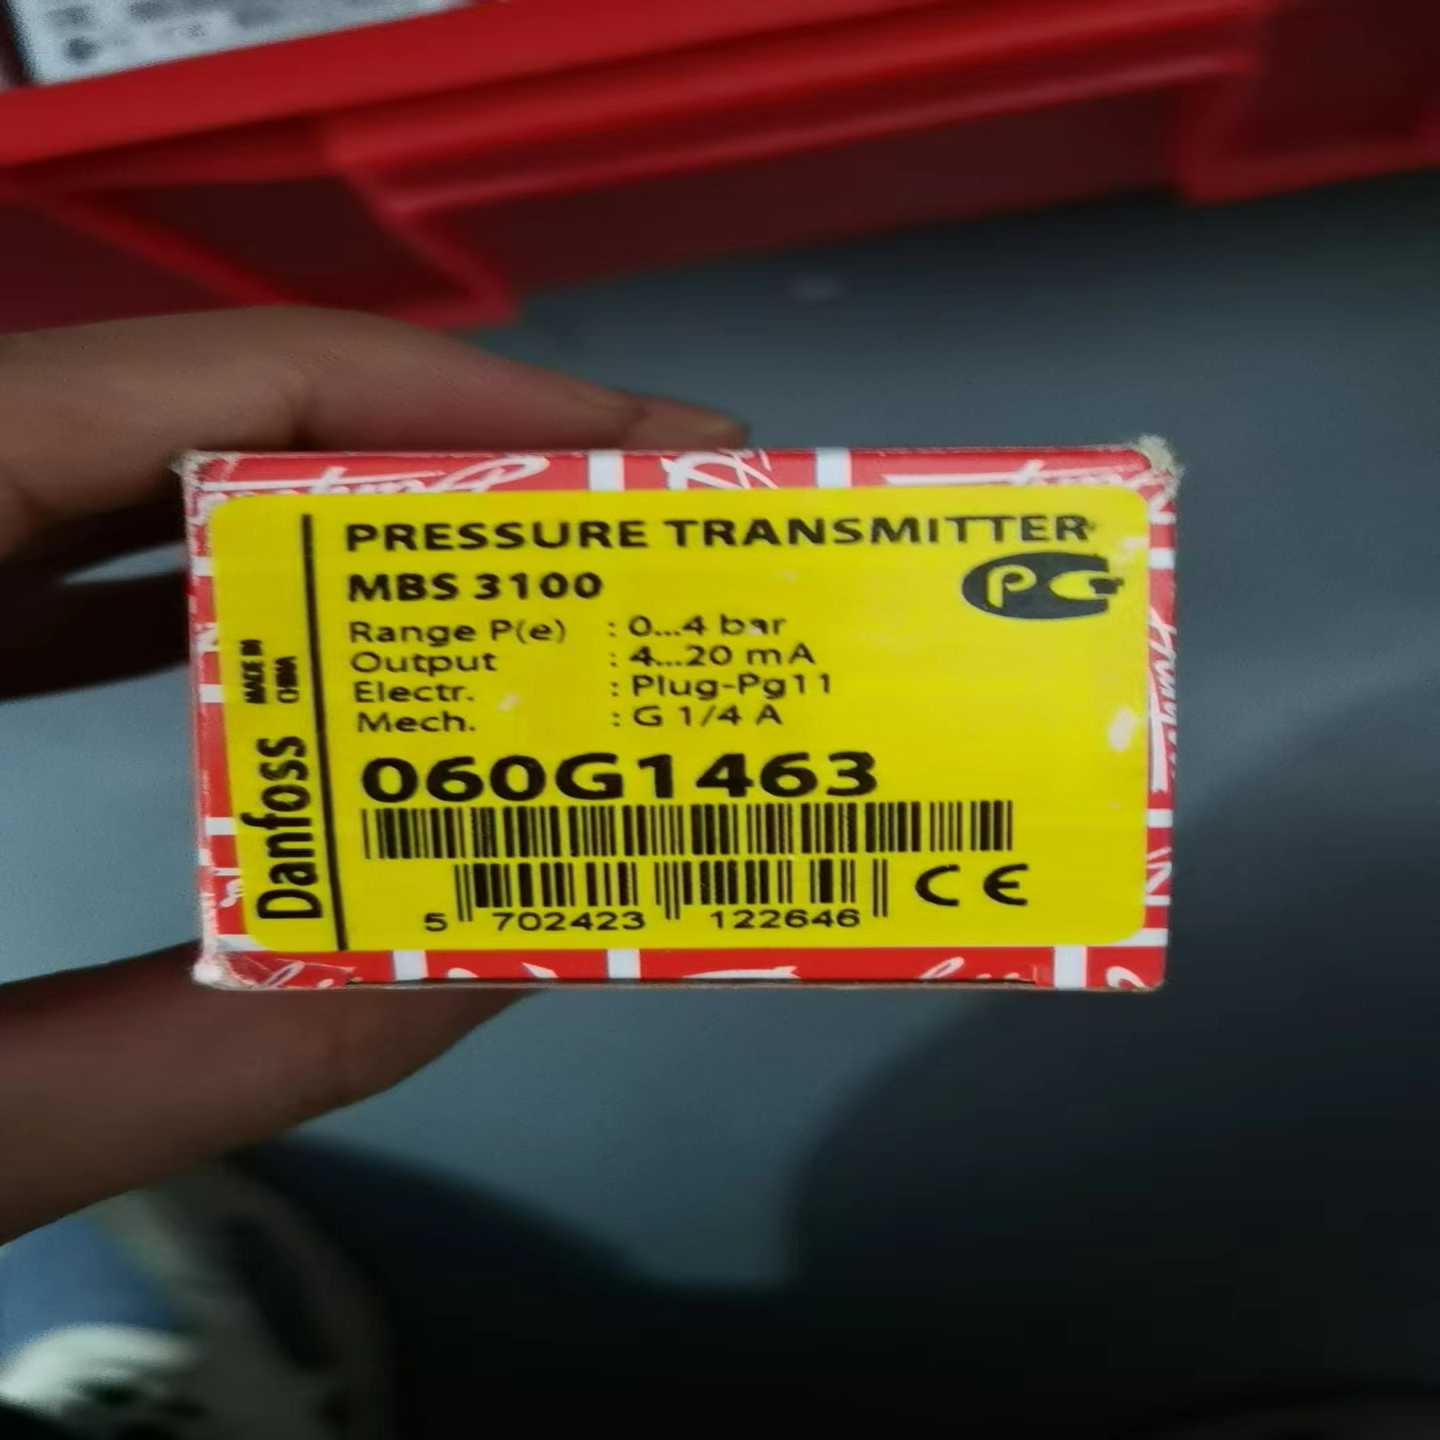 PRESSURE TRANSMITTER
MBS 3100
Range P(e) : 0...4 bar
Output : 4...20 mA
Electr. : Plug-Pg11
Mech. : G 1/4 A
060G1463
5 702423 122646
CE
Danfoss
MADE IN
CHINA